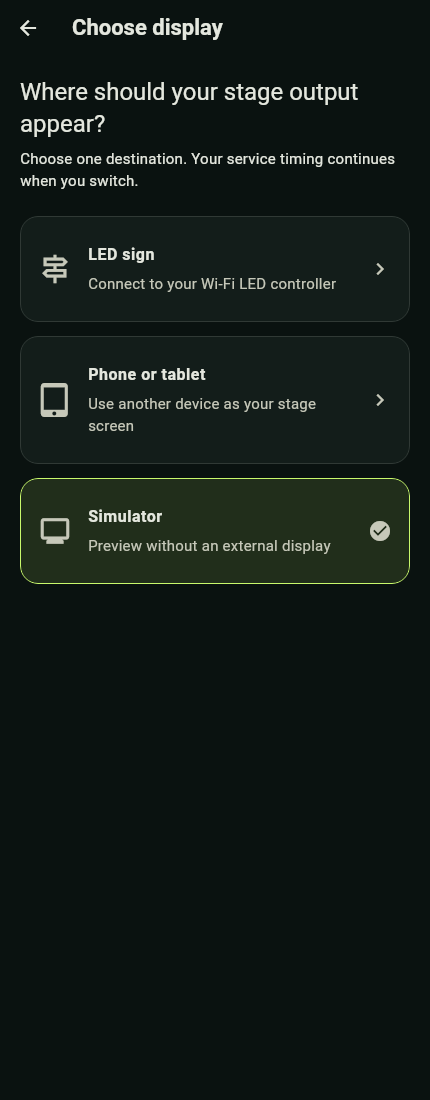 Choose display
Where should your stage output
appear?
Choose one destination. Your service timing continues
when you switch.
LED sign
Connect to your Wi-Fi LED controller
Phone or tablet
Use another device as your stage
screen
Simulator
Preview without an external display